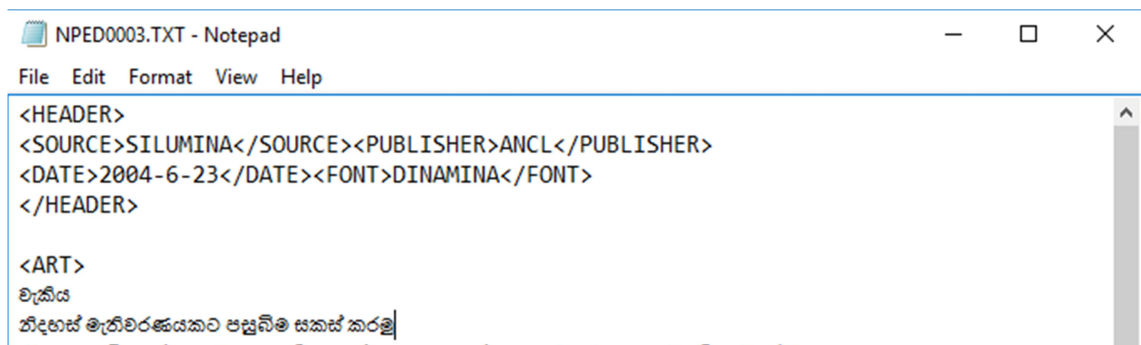 NPED0003.TXT - Notepad
File Edit Format View Help
<HEADER>
<SOURCE>SILUMINA</SOURCE><PUBLISHER>ANCL</PUBLISHER>
<DATE>2004-6-23</DATE><FONT>DINAMINA</FONT>
</HEADER>
<ART>
වැකිය
නිදහස් මැතිවරණයකට පසුබිම සකස් කරමු